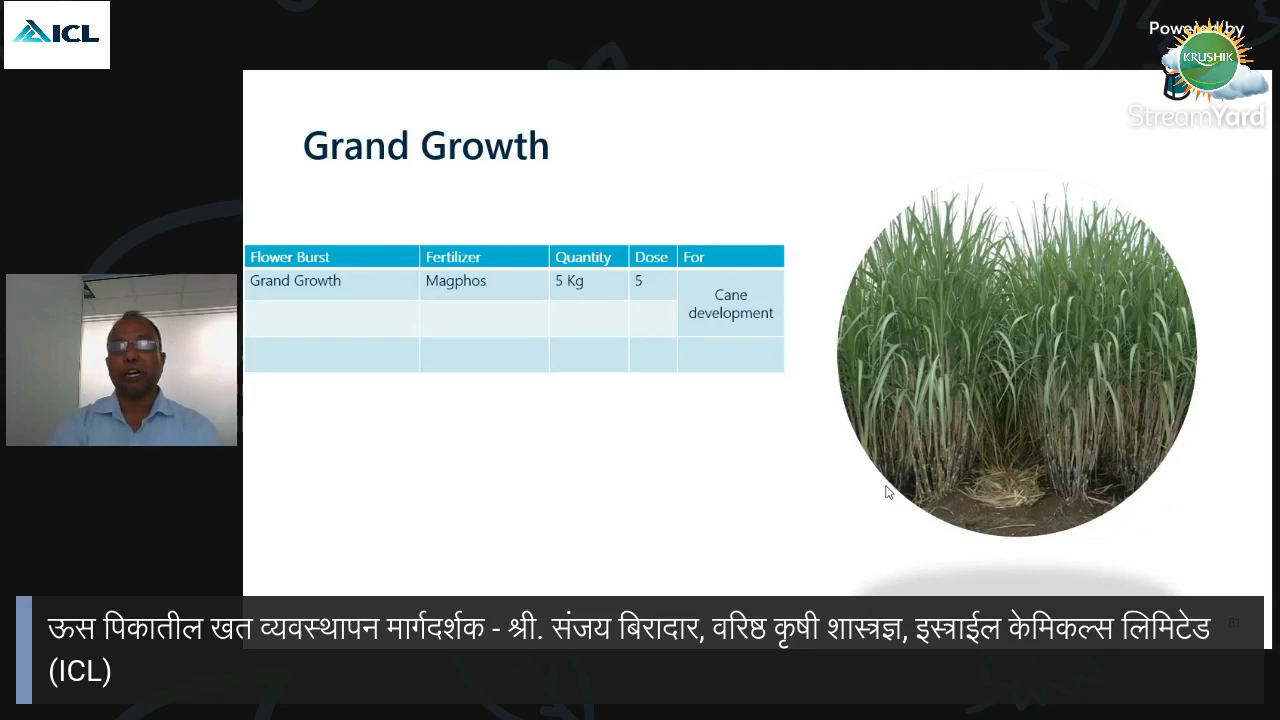 ICL
Powered by
KRUSHIK
StreamYard
Grand Growth
Flower Burst Fertilizer Quantity Dose For
Grand Growth Magphos 5 Kg 5
Cane
development
81
ऊस पिकातील खत व्यवस्थापन मार्गदर्शक - श्री. संजय बिरादार, वरिष्ठ कृषी शास्त्रज्ञ, इस्त्राईल केमिकल्स लिमिटेड
(ICL)